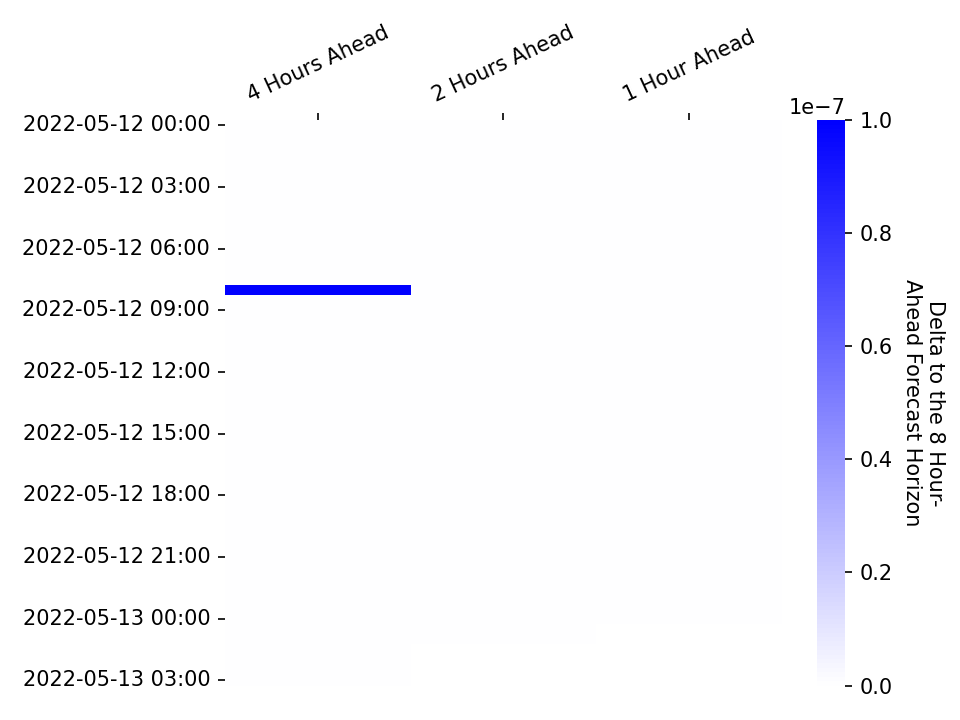 4 Hours Ahead
2 Hours Ahead
1 Hour Ahead
1e−7
2022-05-12 00:00
2022-05-12 03:00
2022-05-12 06:00
2022-05-12 09:00
2022-05-12 12:00
2022-05-12 15:00
2022-05-12 18:00
2022-05-12 21:00
2022-05-13 00:00
2022-05-13 03:00
1.0
0.8
0.6
0.4
0.2
0.0
Delta to the 8 Hour-
Ahead Forecast Horizon